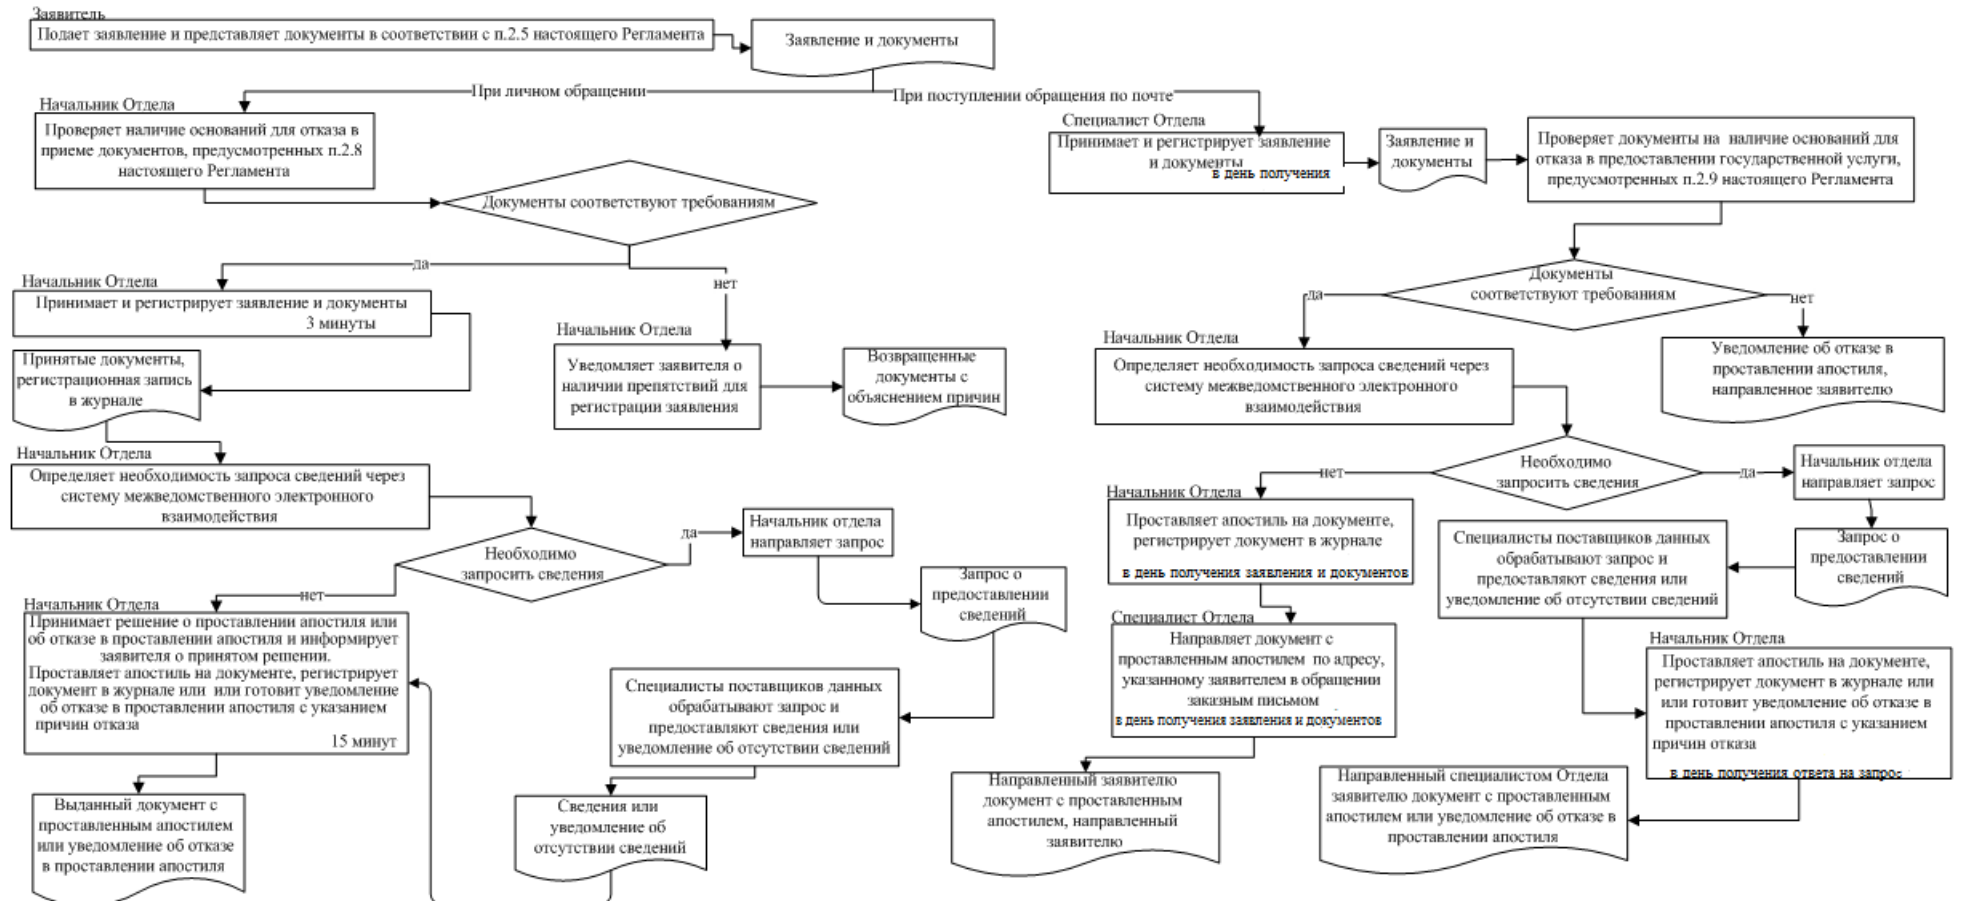 Заявитель
Подает заявление и представляет документы в соответствии с п.2.5 настоящего Регламента
Заявление и документы
При личном обращении
При поступлении обращения по почте
Начальник Отдела
Проверяет наличие оснований для отказа в
приеме документов, предусмотренных п.2.8
настоящего Регламента
Документы соответствуют требованиям
да
нет
Начальник Отдела
Принимает и регистрирует заявление и документы
3 минуты
Принятые документы,
регистрационная запись
в журнале
Начальник Отдела
Уведомляет заявителя о
наличии препятствий для
регистрации заявления
Возвращенные
документы с
объяснением причин
Начальник Отдела
Определяет необходимость запроса сведений через
систему межведомственного электронного
взаимодействия
Необходимо
запросить сведения
да
нет
Начальник отдела
направляет запрос
Запрос о
предоставлении
сведений
Начальник Отдела
Принимает решение о проставлении апостиля или
об отказе в проставлении апостиля и информирует
заявителя о принятом решении.
Проставляет апостиль на документе, регистрирует
документ в журнале или или готовит уведомление
об отказе в проставлении апостиля с указанием
причин отказа
15 минут
Специалисты поставщиков данных
обрабатывают запрос и
предоставляют сведения или
уведомление об отсутствии сведений
Выданный документ с
проставленным апостилем
или уведомление об отказе
в проставлении апостиля
Сведения или
уведомление об
отсутствии сведений
Специалист Отдела
Принимает и регистрирует заявление
и документы
в день получения
Заявление и
документы
Проверяет документы на наличие оснований для
отказа в предоставлении государственной услуги,
предусмотренных п.2.9 настоящего Регламента
Документы
соответствуют требованиям
да
нет
Начальник Отдела
Определяет необходимость запроса сведений через
систему межведомственного электронного
взаимодействия
Уведомление об отказе в
проставлении апостиля,
направленное заявителю
Необходимо
запросить сведения
нет
да
Начальник отдела
направляет запрос
Начальник Отдела
Проставляет апостиль на документе,
регистрирует документ в журнале
в день получения заявления и документов
Специалисты поставщиков данных
обрабатывают запрос и
предоставляют сведения или
уведомление об отсутствии сведений
Запрос о
предоставлении
сведений
Специалист Отдела
Направляет документ с
проставленным апостилем по адресу,
указанному заявителем в обращении
заказным письмом
в день получения заявления и документов
Начальник Отдела
Проставляет апостиль на документе,
регистрирует документ в журнале или
или готовит уведомление об отказе в
проставлении апостиля с указанием
причин отказа
в день получения ответа на запрос
Направленный заявителю
документ с проставленным
апостилем, направленный
заявителю
Направленный специалистом Отдела
заявителю документ с проставленным
апостилем или уведомление об отказе в
проставлении апостиля